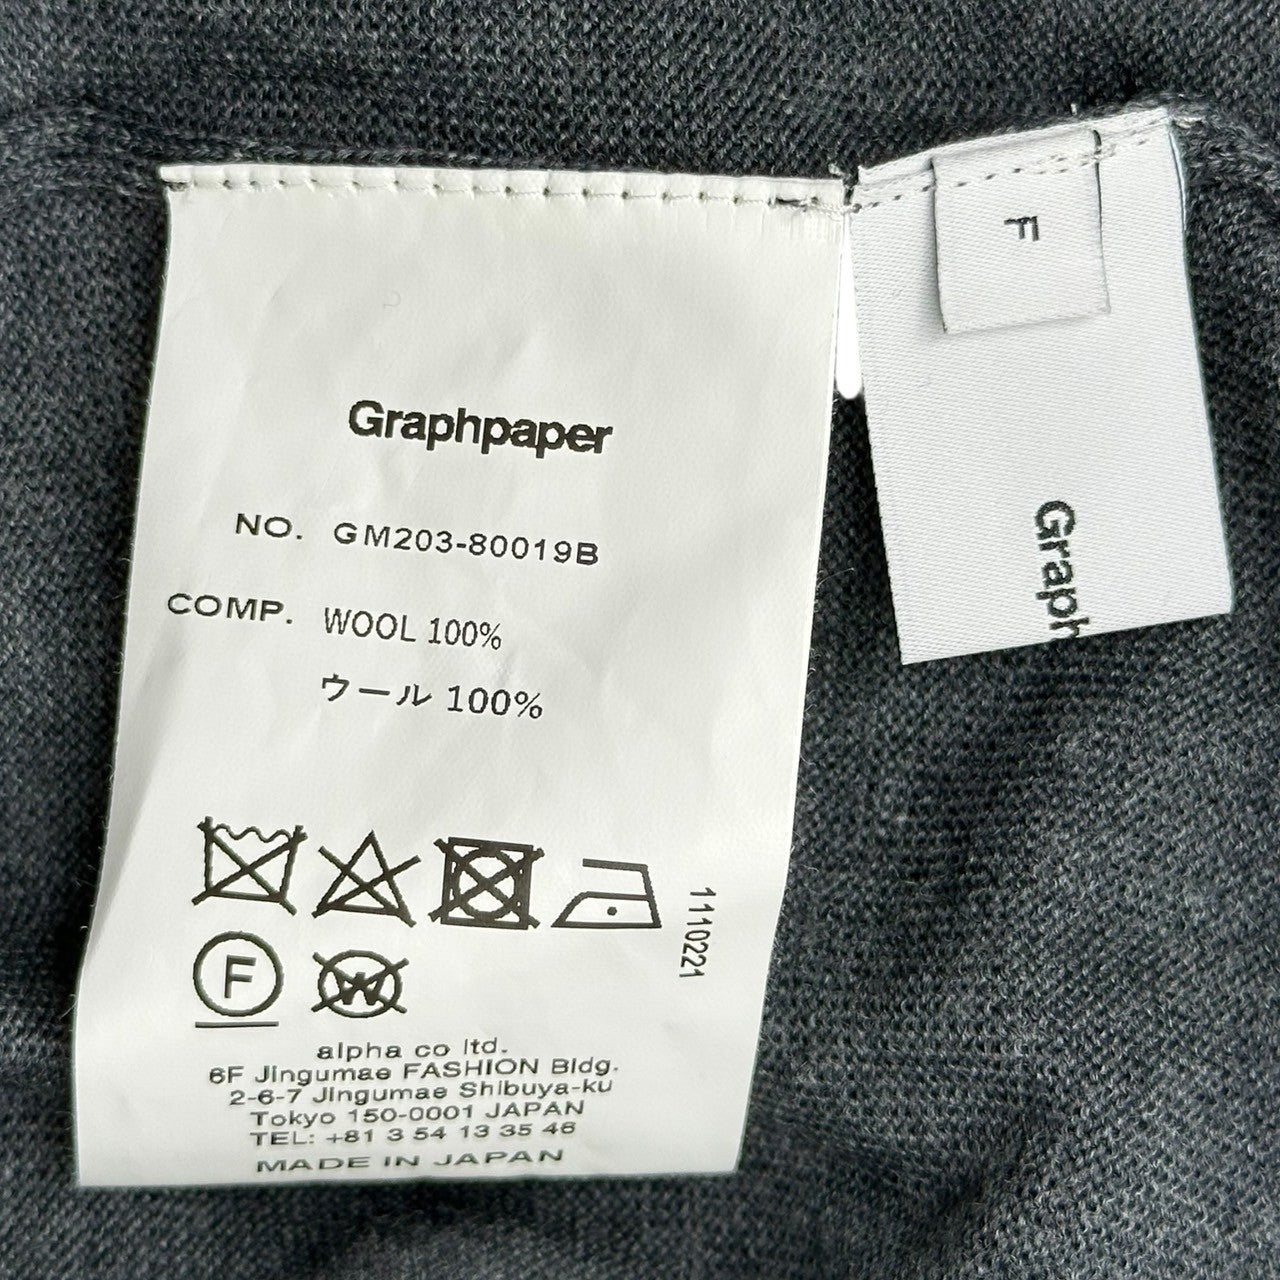 Graphpaper
NO. GM203-80019B
COMP. WOOL 100%
ウール 100%
1110221
F
W
alpha co ltd.
6F Jingumae FASHION Bldg.
2-6-7 Jingumae Shibuya-ku
Tokyo 150-0001 JAPAN
TEL: +81 3 54 13 35 46
MADE IN JAPAN
F
Graph